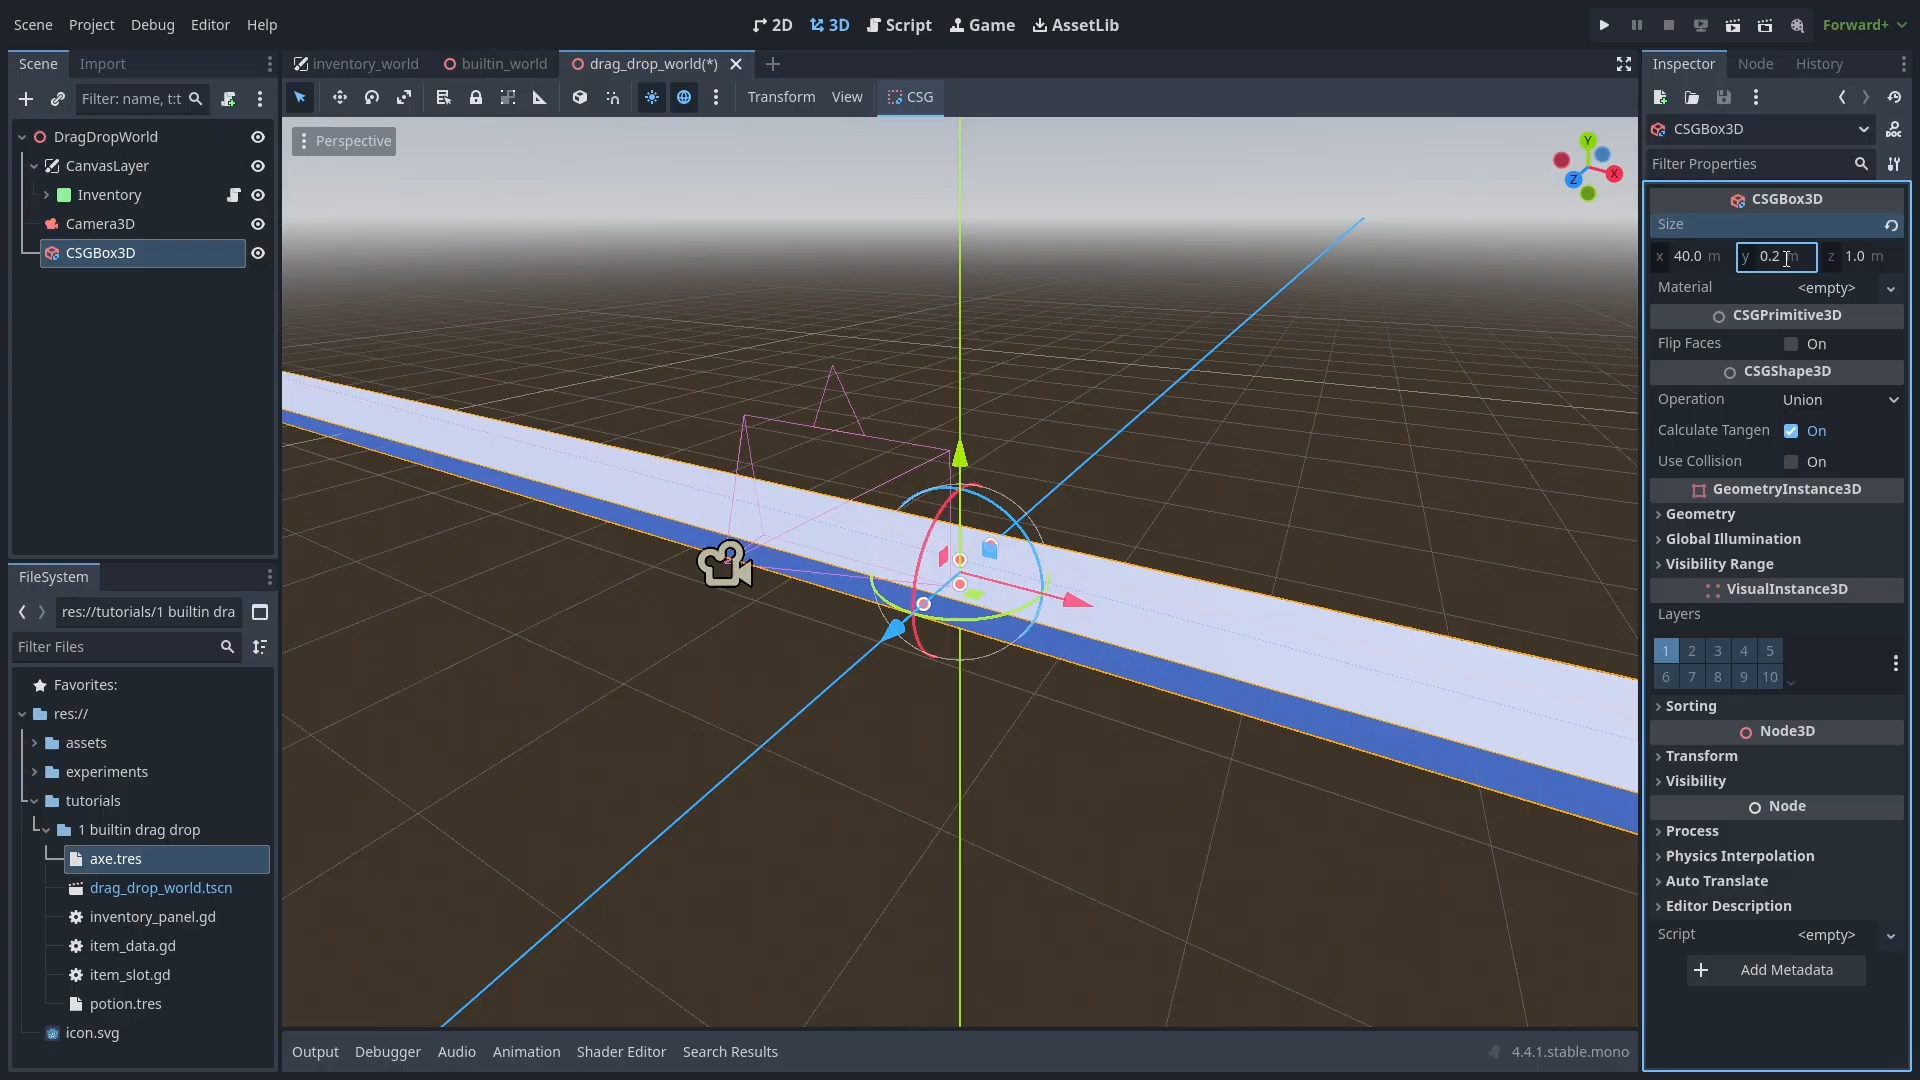 Scene Project Debug Editor Help
2D 3D Script Game AssetLib
Forward+
Scene Import
Filter: name, t:t
DragDropWorld
CanvasLayer
Inventory
Camera3D
CSGBox3D
FileSystem
res://tutorials/1 builtin dra
Filter Files
Favorites:
res://
assets
experiments
tutorials
1 builtin drag drop
axe.tres
drag_drop_world.tscn
inventory_panel.gd
item_data.gd
item_slot.gd
potion.tres
icon.svg
inventory_world builtin_world drag_drop_world(*)
Transform View CSG
Perspective
Y
X
Z
Output Debugger Audio Animation Shader Editor Search Results
4.4.1.stable.mono
Inspector Node History
CSGBox3D
DOC
Filter Properties
CSGBox3D
Size
x 40.0 m y 0.2 m z 1.0 m
Material <empty>
CSGPrimitive3D
Flip Faces On
CSGShape3D
Operation Union
Calculate Tangen On
Use Collision On
GeometryInstance3D
Geometry
Global Illumination
Visibility Range
VisualInstance3D
Layers
1 2 3 4 5
6 7 8 9 10
Sorting
Node3D
Transform
Visibility
Node
Process
Physics Interpolation
Auto Translate
Editor Description
Script <empty>
Add Metadata